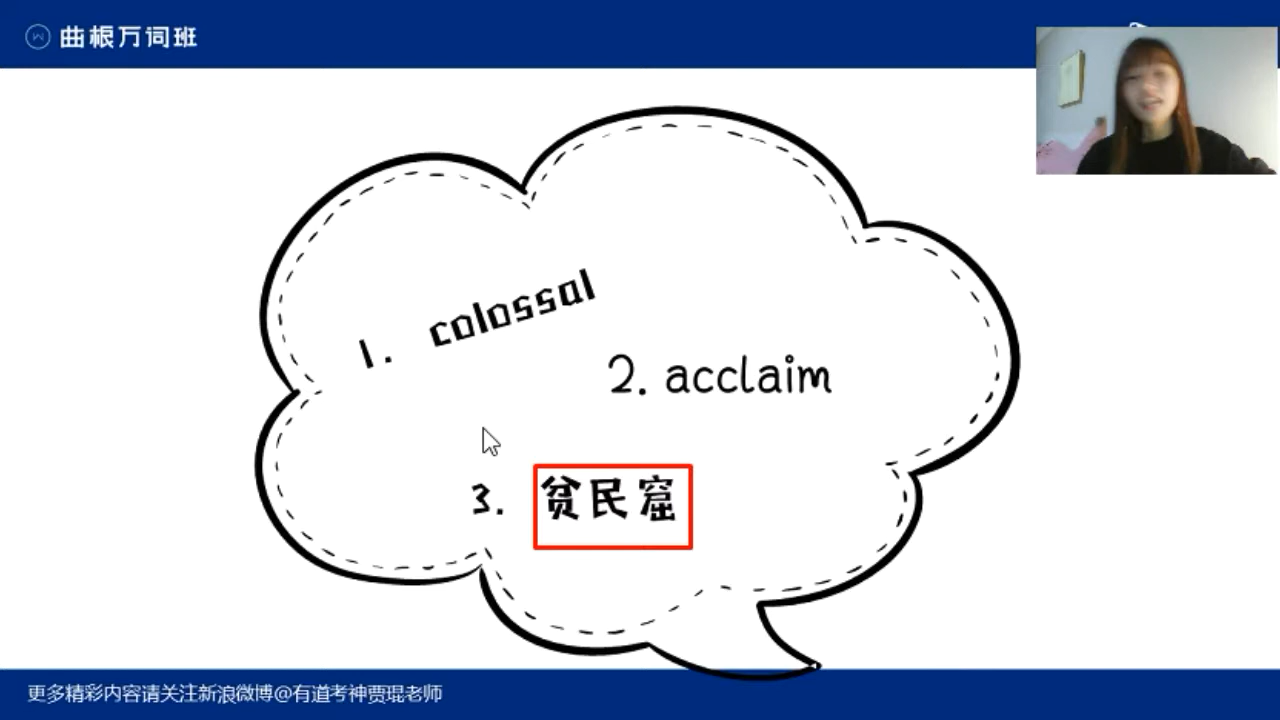 曲根万词班
1. colossal
2. acclaim
3. 贫民窟
更多精彩内容请关注新浪微博@有道考神贾琨老师